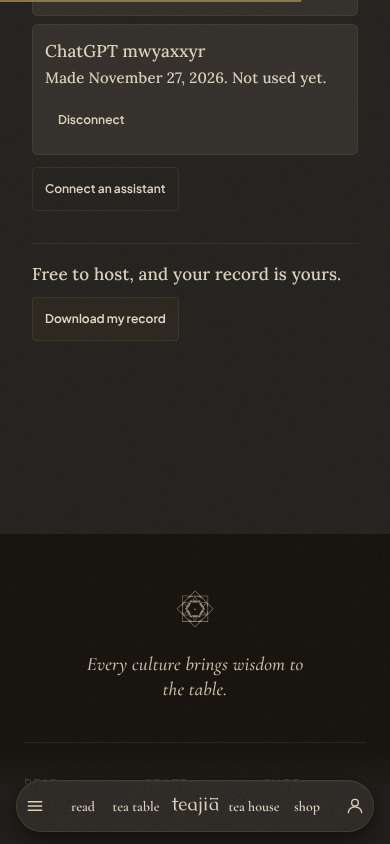 ChatGPT mwyaxxyr
Made November 27, 2026. Not used yet.
Disconnect
Connect an assistant
Free to host, and your record is yours.
Download my record
Every culture brings wisdom to
the table.
read tea table teajiā tea house shop